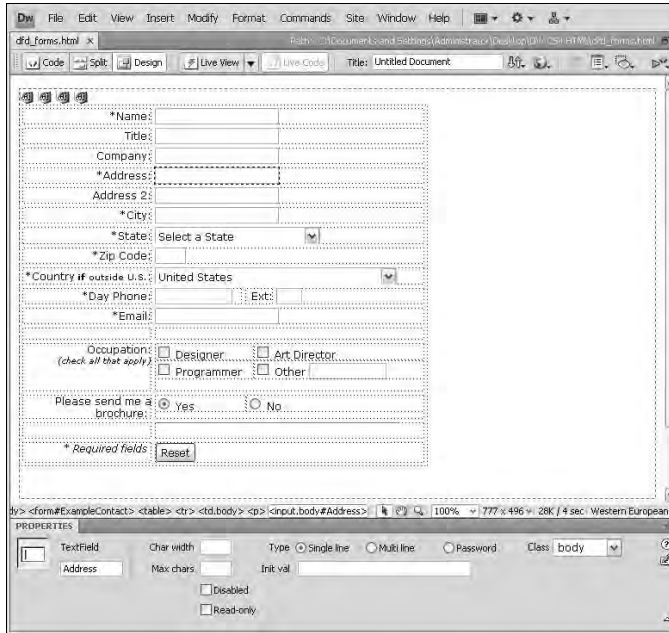 Dw File Edit View Insert Modify Format Commands Site Window Help
dfd_forms.html x
Code Split Design Live View Live Code Title: Untitled Document
*Name:
Title:
Company:
*Address:
Address 2:
*City:
*State: Select a State
*Zip Code:
*Country if outside U.S.: United States
*Day Phone: Ext:
*Email:
Occupation: Designer Art Director
(check all that apply) Programmer Other
Please send me a brochure: Yes No
* Required fields Reset
dy> <form#ExampleContact> <table> <tr> <td.body> <p> <input.body#Address> 100% 777 x 496 28K / 4 sec Western European
PROPERTIES
TextField Char width Type Single line Multi line Password Class body
Address Max chars Init val
Disabled
Read-only